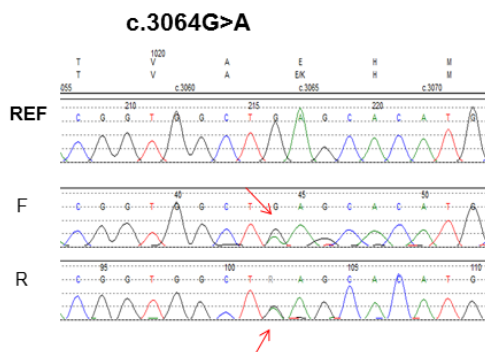 c.3064G>A
1020
T V A E H M
T V A E/K H M
055 c.3060 c.3065 c.3070
210 215 220
REF C G G T G G C T G A G C A C A T G
40 45 50
F C G G T G G C T G A G C A C A T G
95 100 105 110
R C G G T G G C T R A G C A C A T G